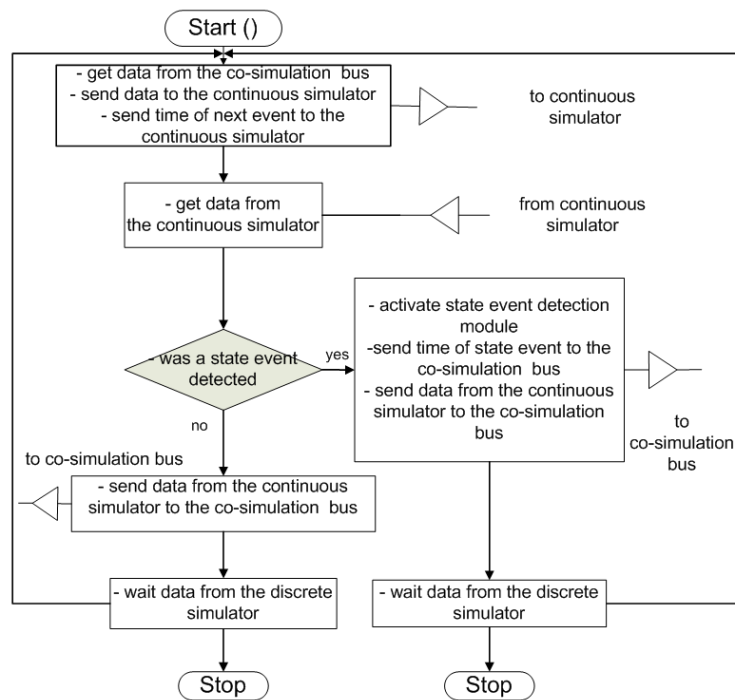 Start ()
- get data from the co-simulation bus
- send data to the continuous simulator
- send time of next event to the
continuous simulator
to continuous
simulator
- get data from
the continuous simulator
from continuous
simulator
- was a state event
detected
yes
- activate state event detection
module
-send time of state event to the
co-simulation bus
- send data from the continuous
simulator to the co-simulation
bus
to
co-simulation
bus
no
to co-simulation bus
- send data from the continuous
simulator to the co-simulation bus
- wait data from the discrete
simulator
- wait data from the discrete
simulator
Stop
Stop